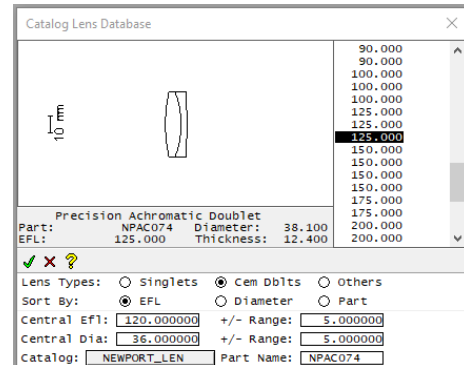 Catalog Lens Database
10 mm
90.000
90.000
100.000
100.000
100.000
125.000
125.000
125.000
150.000
150.000
150.000
150.000
175.000
175.000
200.000
200.000
Precision Achromatic Doublet
Part: NPAC074 Diameter: 38.100
EFL: 125.000 Thickness: 12.400
Lens Types: Singlets Cem Dblts Others
Sort By: EFL Diameter Part
Central Efl: 120.000000 +/- Range: 5.000000
Central Dia: 36.000000 +/- Range: 5.000000
Catalog: NEWPORT_LEN Part Name: NPAC074